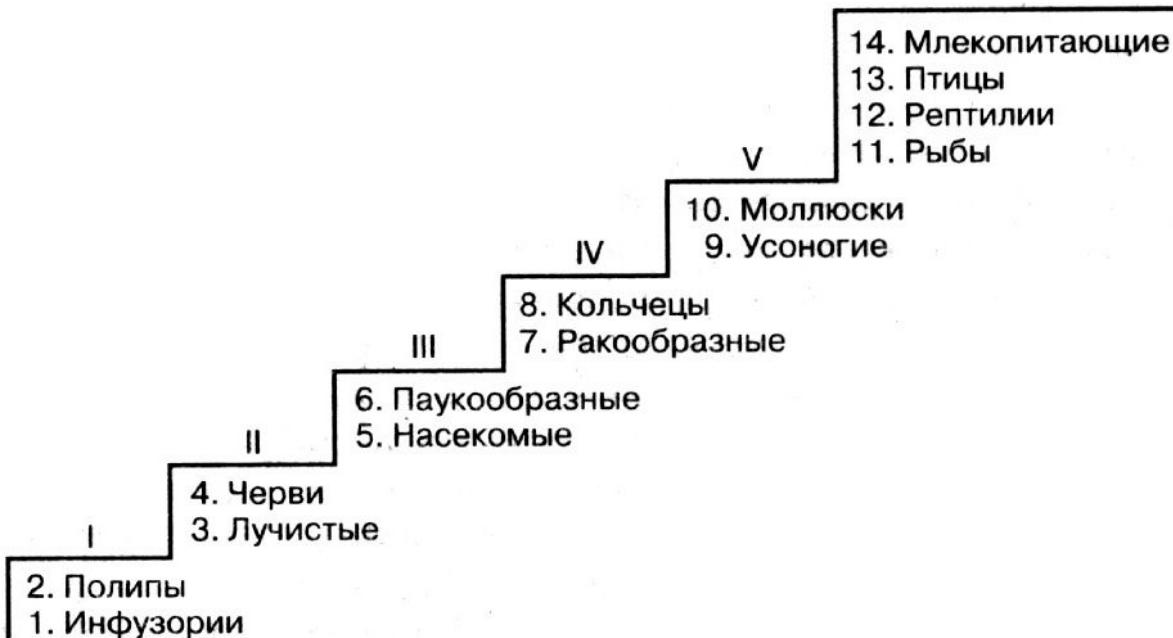 14. Млекопитающие
13. Птицы
12. Рептилии
11. Рыбы
V
10. Моллюски
9. Усоногие
IV
8. Кольчецы
7. Ракообразные
III
6. Паукообразные
5. Насекомые
II
4. Черви
3. Лучистые
I
2. Полипы
1. Инфузории